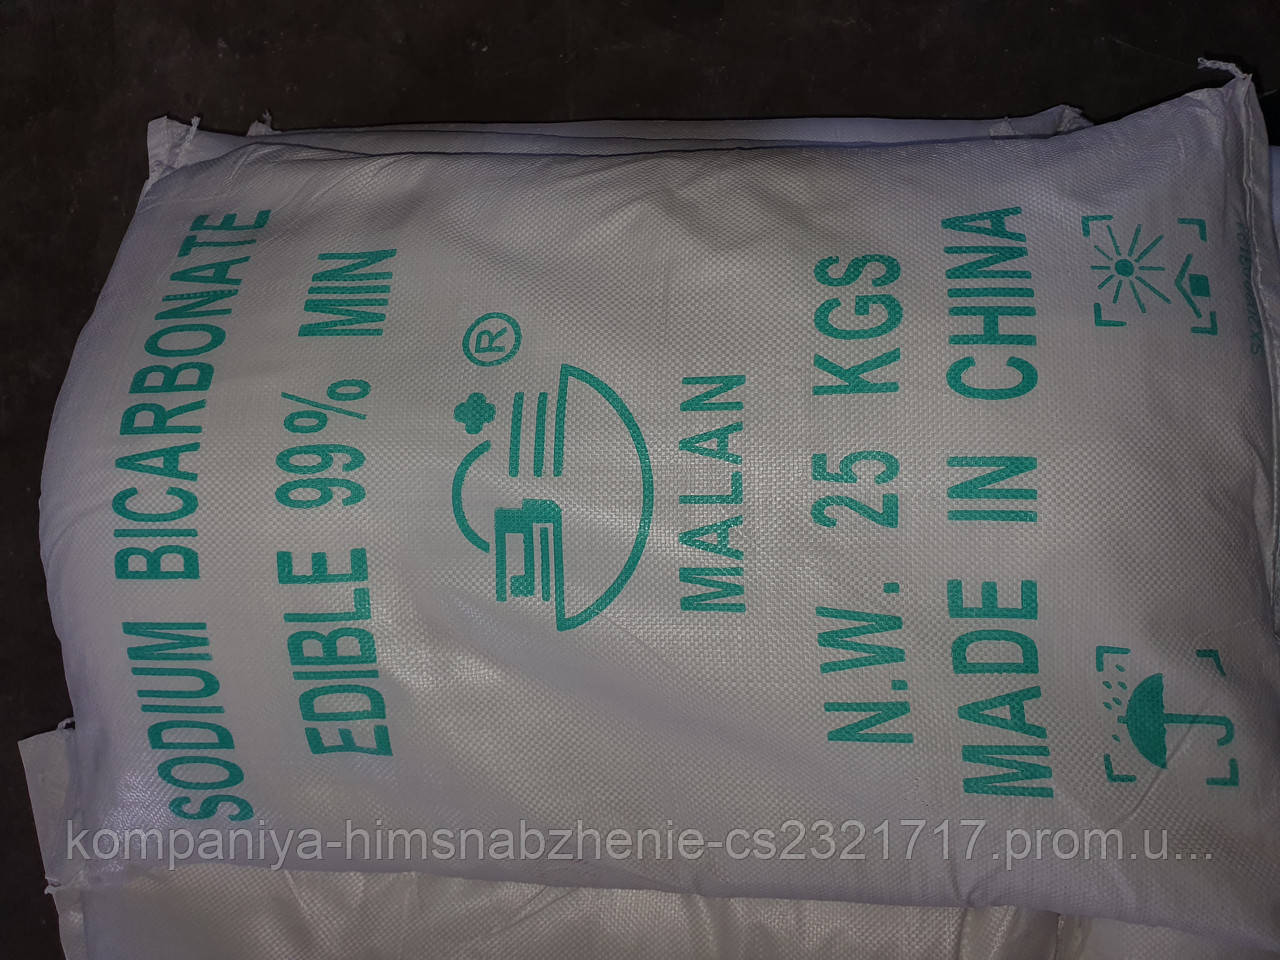 SODIUM BICARBONATE
EDIBLE 99% MIN
®
MALAN
N.W. 25 KGS
MADE IN CHINA
kompaniya-himsnabzhenie-cs2321717.prom.u...